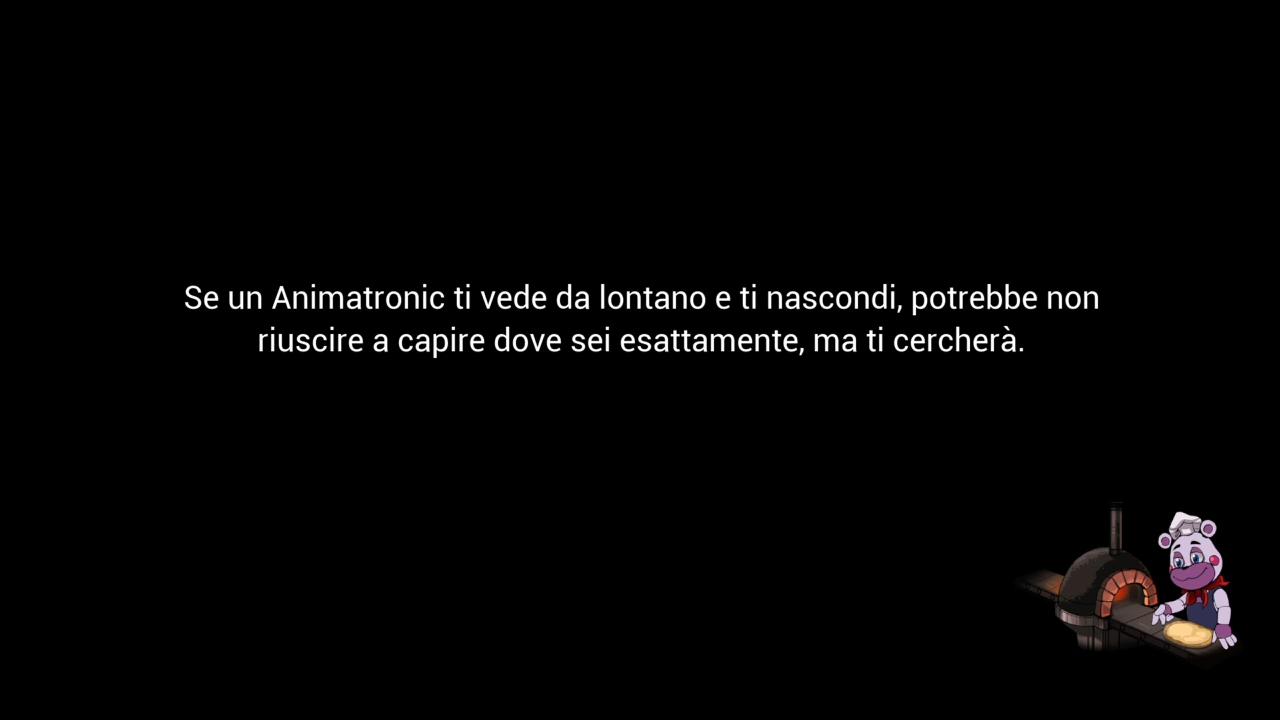 Se un Animatronic ti vede da lontano e ti nascondi, potrebbe non
riuscire a capire dove sei esattamente, ma ti cercherà.